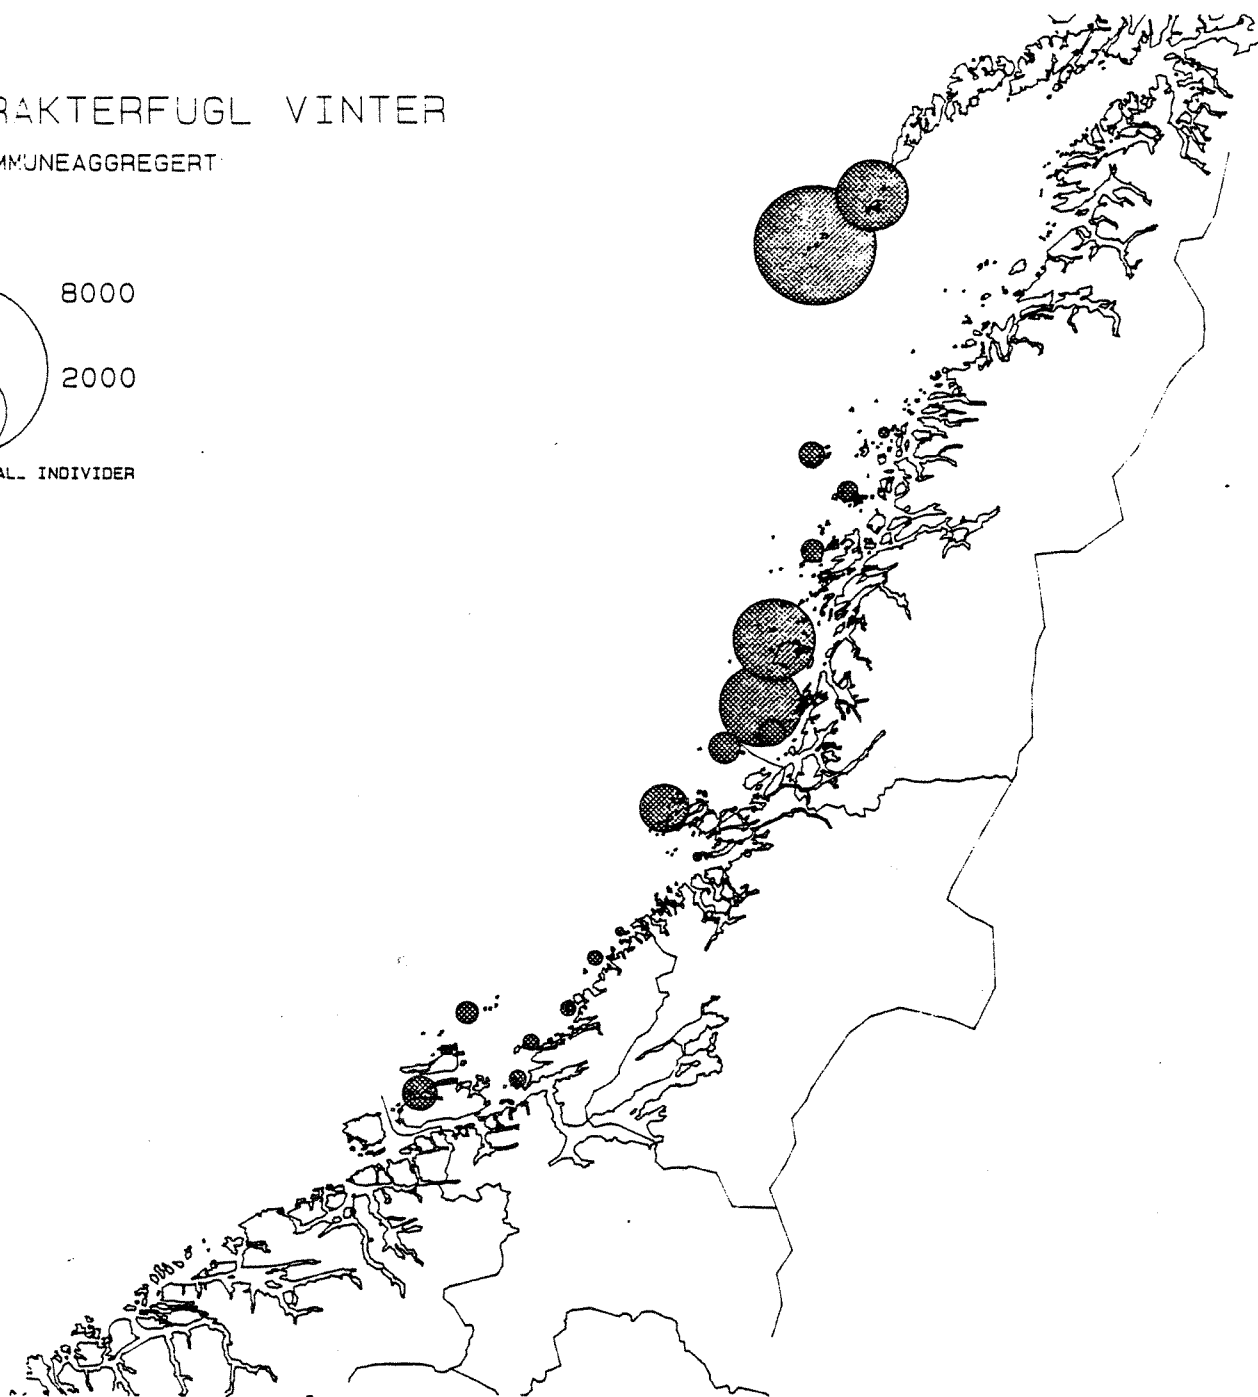 RAKTERFUGL VINTER
MMUNEAGGREGERT
8000
2000
AL_ INDIVIDER